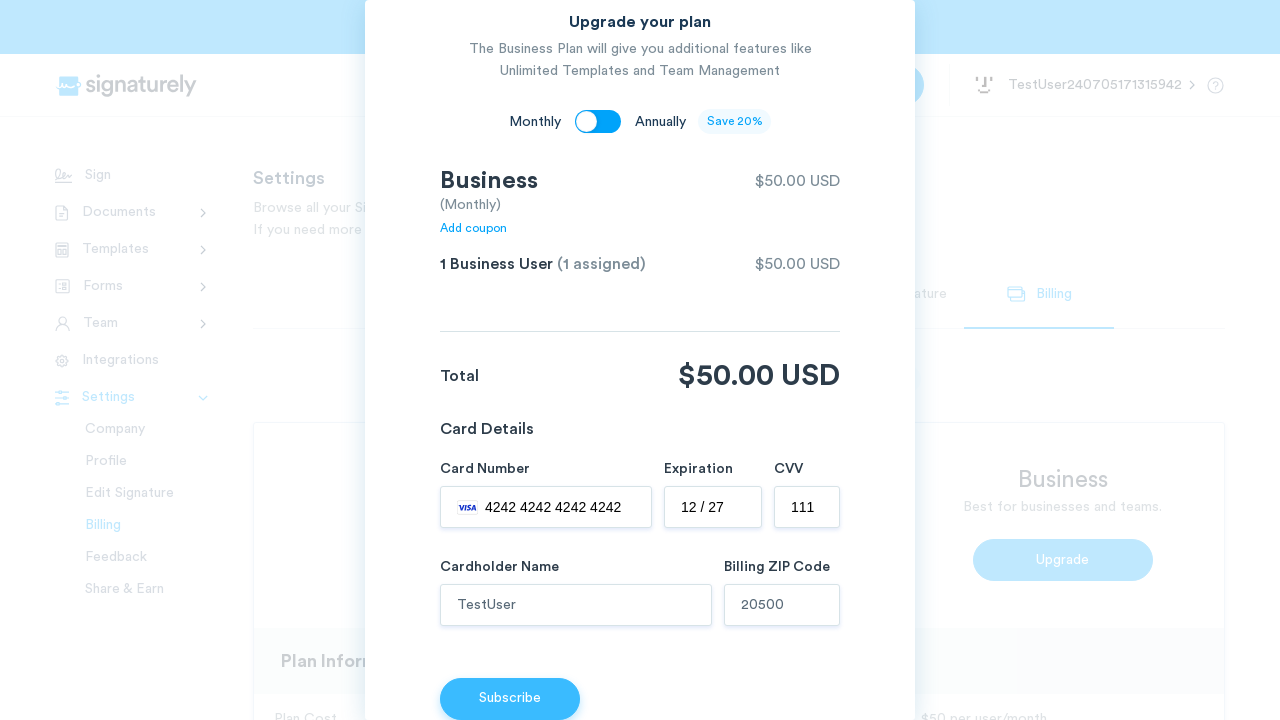 Upgrade your plan
The Business Plan will give you additional features like
Unlimited Templates and Team Management
signaturely
TestUser240705171315942
Monthly
Annually
Save 20%
Sign
Documents
Templates
Forms
Team
Integrations
Settings
Company
Profile
Edit Signature
Billing
Feedback
Share & Earn
Settings
Browse all your
If you need more
Billing
Business
(Monthly)
$50.00 USD
Add coupon
1 Business User (1 assigned)
$50.00 USD
Total
$50.00 USD
Card Details
Card Number
Expiration
CVV
VISA 4242 4242 4242 4242
12 / 27
111
Cardholder Name
Billing ZIP Code
TestUser
20500
Subscribe
Business
Best for businesses and teams.
Upgrade
Plan
Plan Cost
$50 per user/month